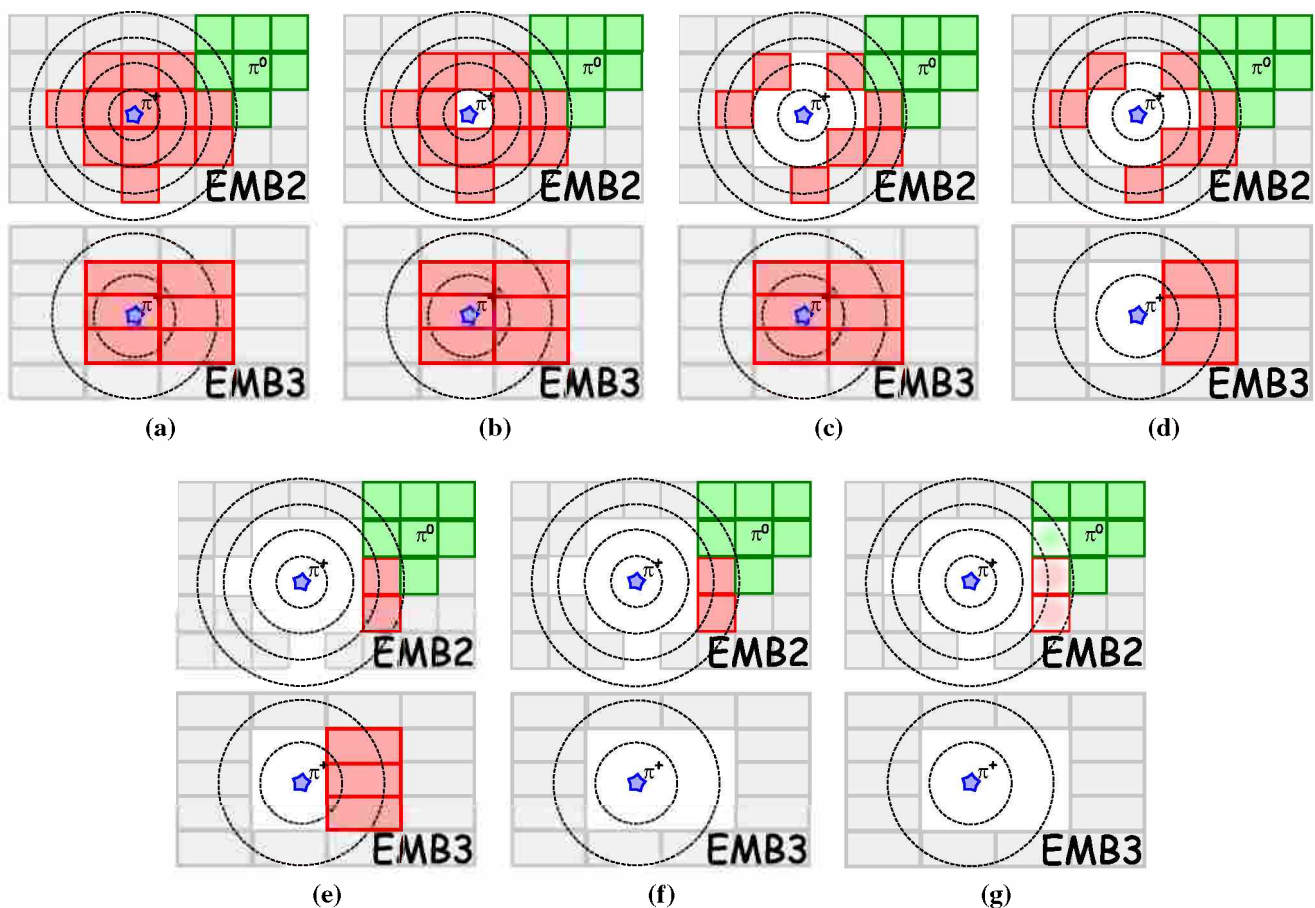 π⁰ π⁰ π⁰ π⁰
π⁺ π⁺ π⁺ π⁺
EMB2 EMB2 EMB2 EMB2
π⁺ π⁺ π⁺ π⁺
EMB3 EMB3 EMB3 EMB3
(a) (b) (c) (d)
π⁰ π⁰ π⁰
π⁺ π⁺ π⁺
EMB2 EMB2 EMB2
π⁺ π⁺ π⁺
EMB3 EMB3 EMB3
(e) (f) (g)